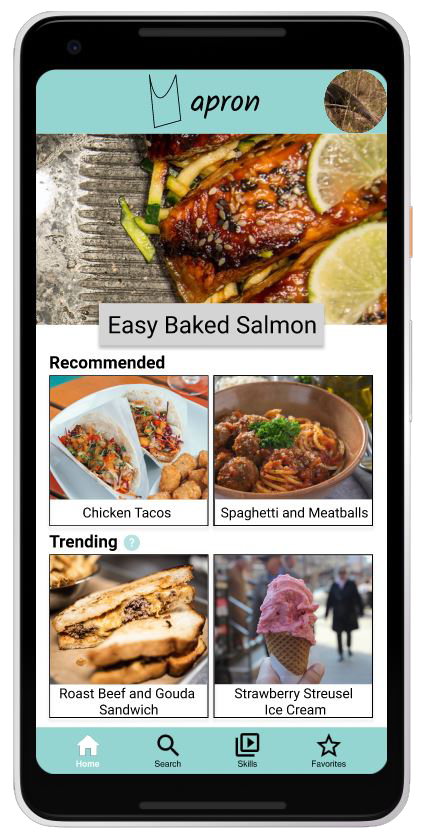 apron
Easy Baked Salmon
Recommended
Chicken Tacos
Spaghetti and Meatballs
Trending ?
Roast Beef and Gouda
Sandwich
Strawberry Streusel
Ice Cream
Home
Search
Skills
Favorites